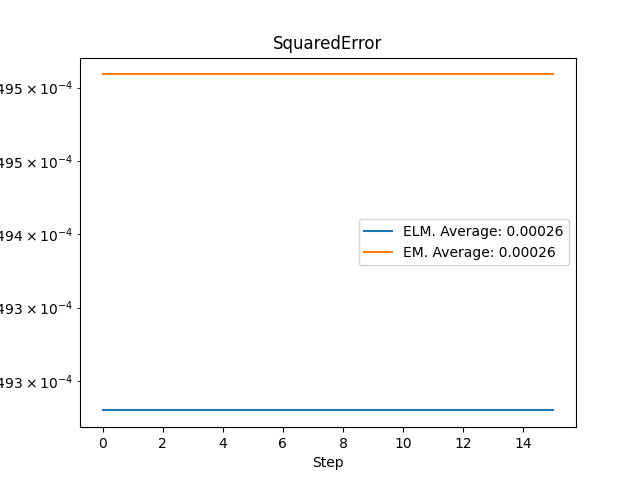 SquaredError
495 × 10⁻⁴
495 × 10⁻⁴
494 × 10⁻⁴
493 × 10⁻⁴
493 × 10⁻⁴
ELM. Average: 0.00026
EM. Average: 0.00026
0 2 4 6 8 10 12 14
Step